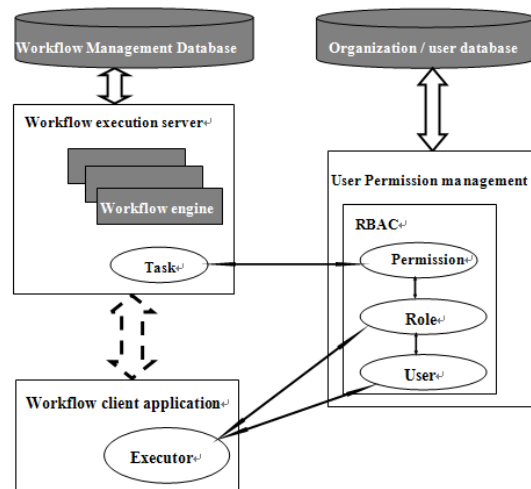 Workflow Management Database
Organization / user database
Workflow execution server↵
Workflow engine
Task↵
User Permission management
RBAC↵
Permission↵
Role↵
User↵
Workflow client application↵
Executor↵